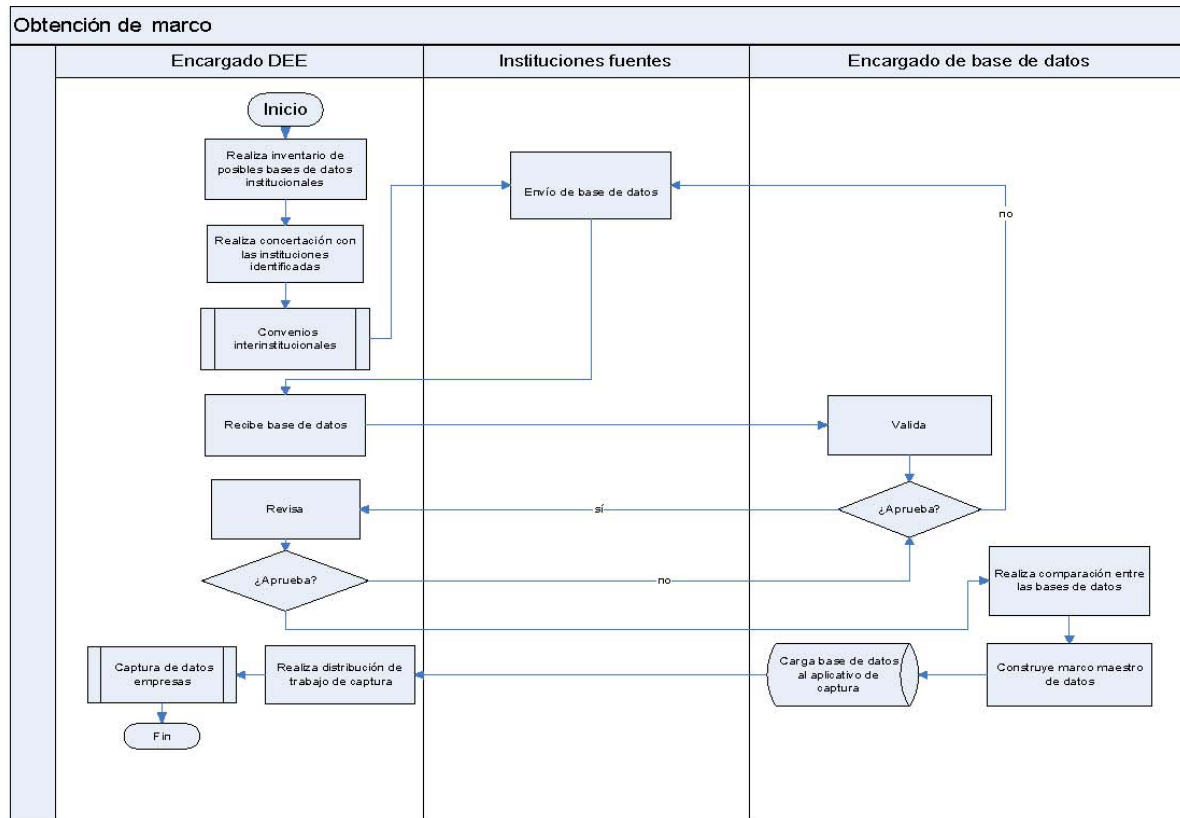 Obtención de marco
Encargado DEE
Instituciones fuentes
Encargado de base de datos
Inicio
Realiza inventario de
posibles bases de datos
institucionales
Envío de base de datos
no
Realiza concertación con
las instituciones
identificadas
Convenios
interinstitucionales
Recibe base de datos
Valida
Revisa
sí
¿Aprueba?
¿Aprueba?
no
Realiza comparación entre
las bases de datos
Captura de datos
empresas
Realiza distribución de
trabajo de captura
Carga base de datos
al aplicativo de
captura
Construye marco maestro
de datos
Fin